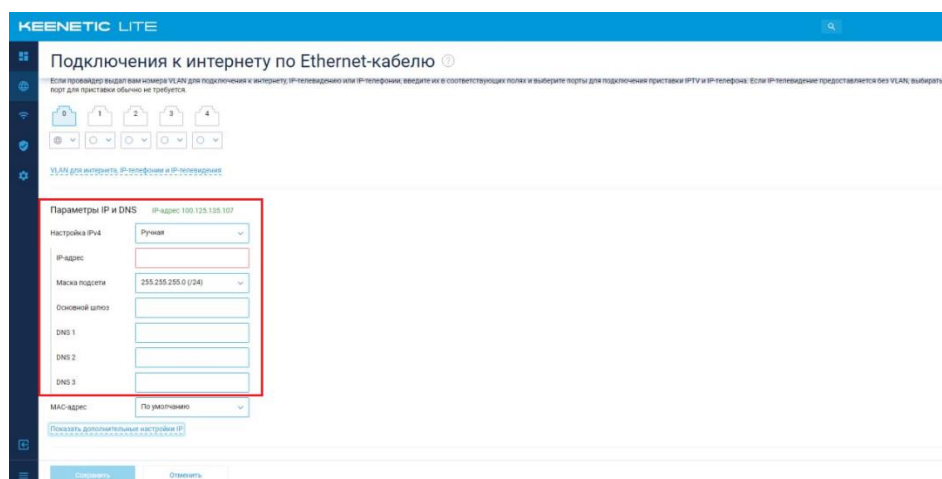 KEENETIC LITE
Подключения к интернету по Ethernet-кабелю
Если провайдер выдал вам номера VLAN для подключения к интернету, IP-телевидению или IP-телефонии, введите их в соответствующих полях и выберите порты для подключения приставки IPTV и IP-телефона. Если IP-телевидение предоставляется без VLAN, выбирать
порт для приставки обычно не требуется.
0 1 2 3 4
VLAN для интернета, IP-телефонии и IP-телевидения
Параметры IP и DNS IP-адрес 100.125.135.107
Настройка IPv4 Ручная
IP-адрес
Маска подсети 255.255.255.0 (/24)
Основной шлюз
DNS 1
DNS 2
DNS 3
MAC-адрес По умолчанию
Показать дополнительные настройки IP
Сохранить Отменить